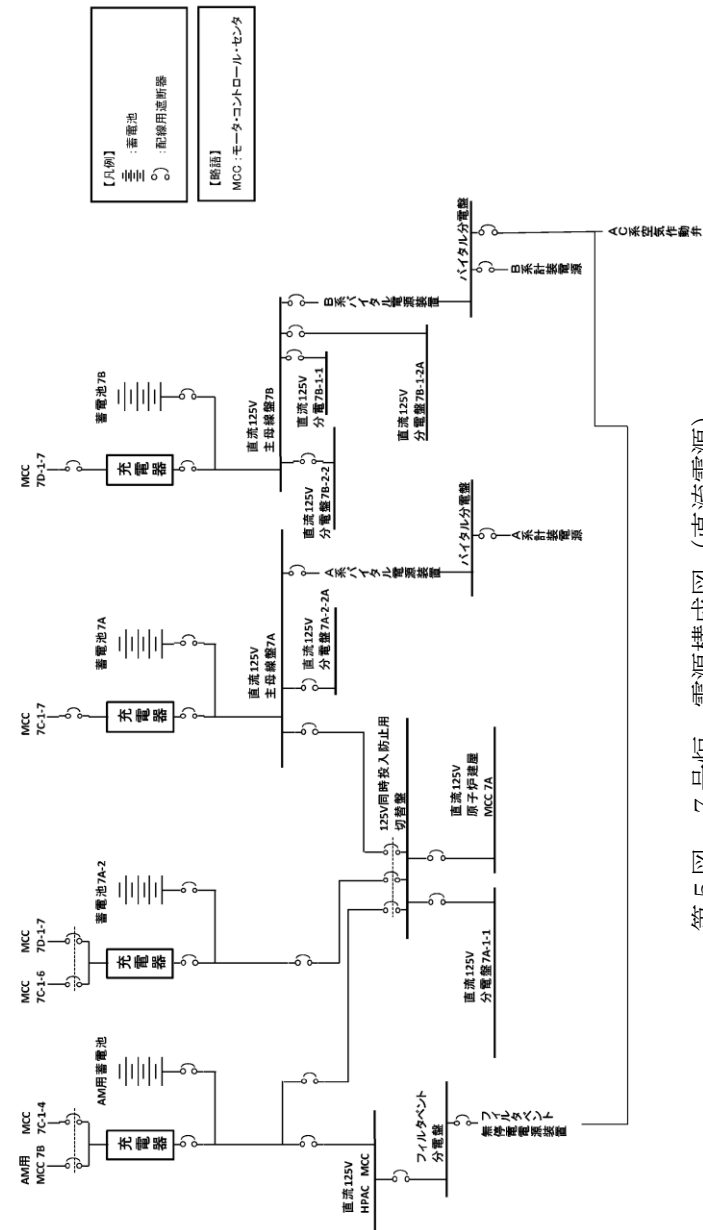 【凡例】
：蓄電池
：配線用遮断器
【略語】
MCC：モータ・コントロール・センタ
AM用
MCC 7B
MCC
7C-1-4
充電器
AM用蓄電池
MCC
7C-1-6
MCC
7D-1-7
充電器
蓄電池7A-2
MCC
7C-1-7
充電器
蓄電池7A
MCC
7D-1-7
充電器
蓄電池7B
直流125V
主母線盤7A
直流125V
主母線盤7B
直流125V
分電盤7A-2-2A
A系バイタル電源装置
直流125V
分電盤7B-2-2
直流125V
分電7B-1-1
B系バイタル電源装置
直流125V
分電盤7B-1-2A
直流125V
HPAC MCC
125V同時投入防止用
切替盤
フィルタベント
分電盤
フィルタベント
無停電電源装置
直流125V
分電盤7A-1-1
直流125V
原子炉建屋
MCC 7A
バイタル分電盤
A系計装電源
バイタル分電盤
B系計装電源
AC系空気作動弁
第５図　７号炉　電源構成図（直流電源）